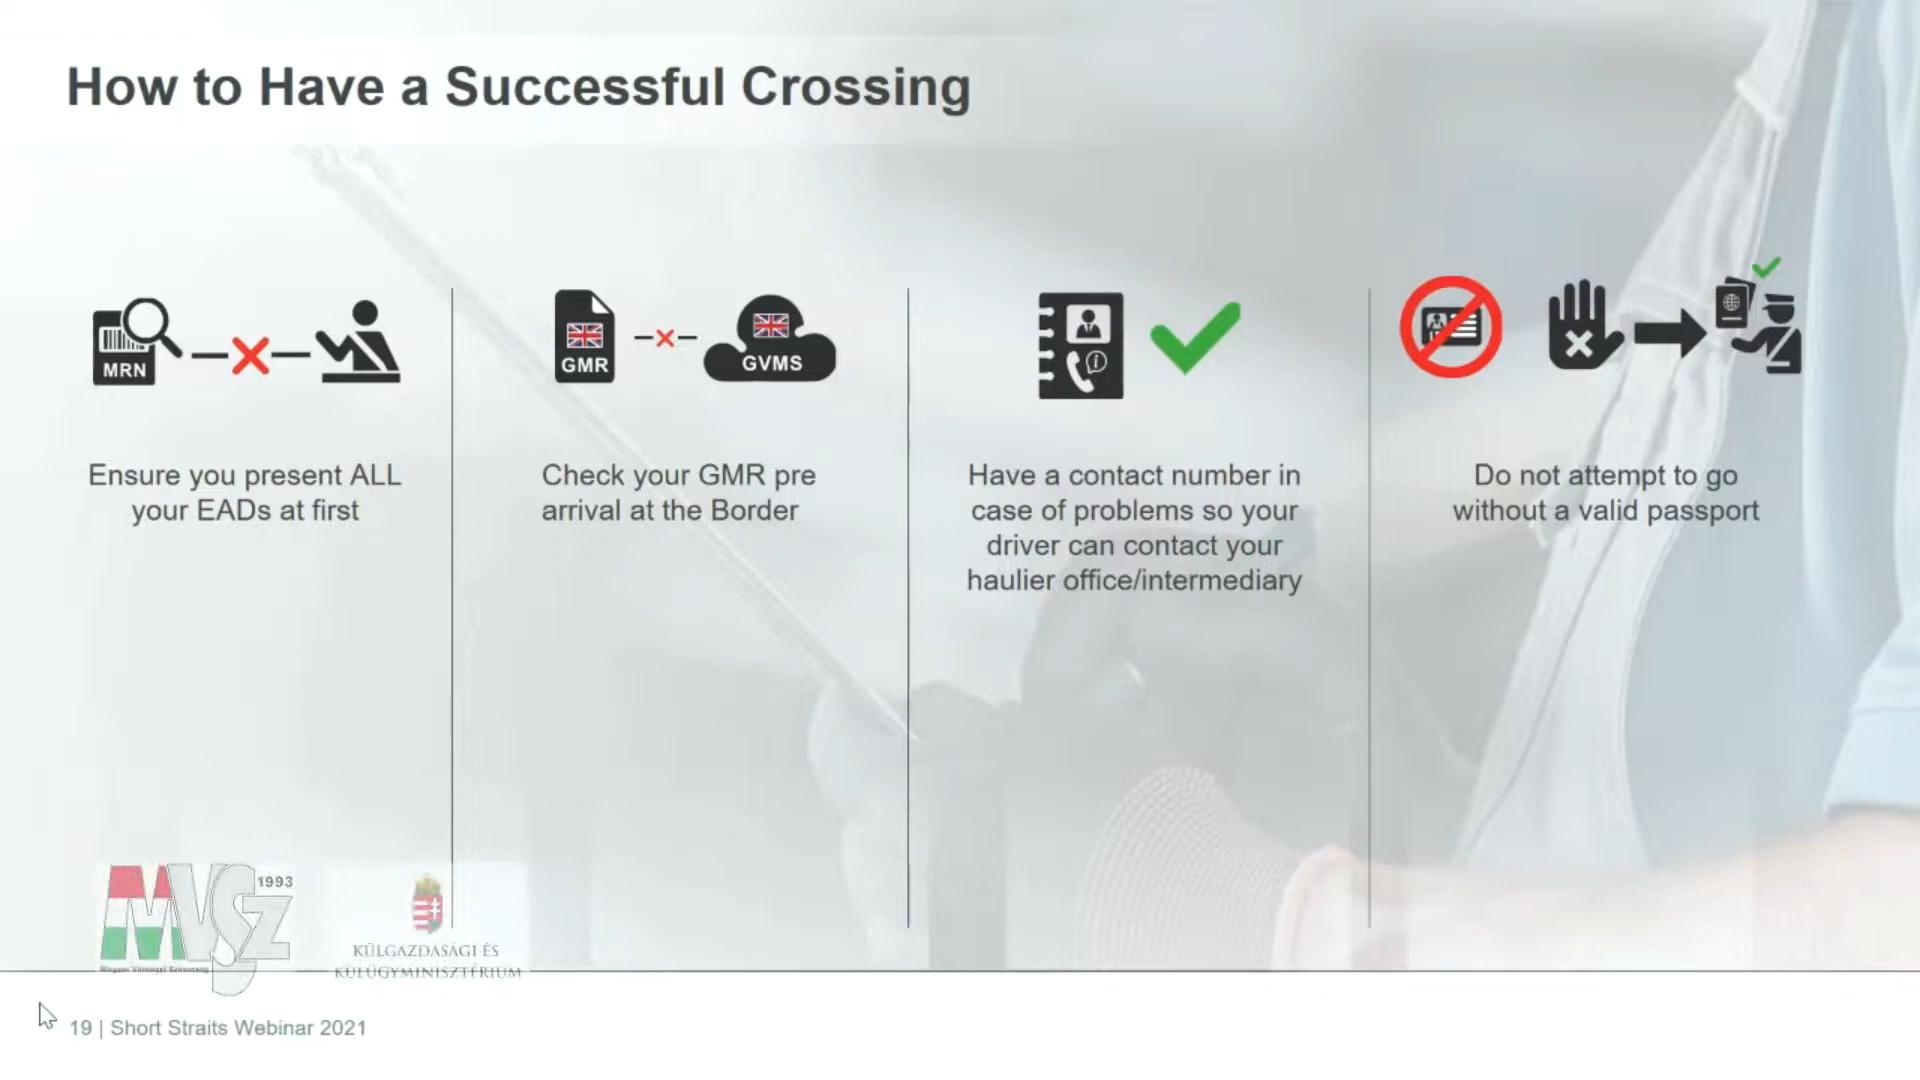 How to Have a Successful Crossing
MRN
GMR
GVMS
Ensure you present ALL
your EADs at first
Check your GMR pre
arrival at the Border
Have a contact number in
case of problems so your
driver can contact your
haulier office/intermediary
Do not attempt to go
without a valid passport
MVSZ
1993
Magyar Vámügyi Szövetség
KÜLGAZDASÁGI ÉS
KÜLÜGYMINISZTÉRIUM
19 | Short Straits Webinar 2021